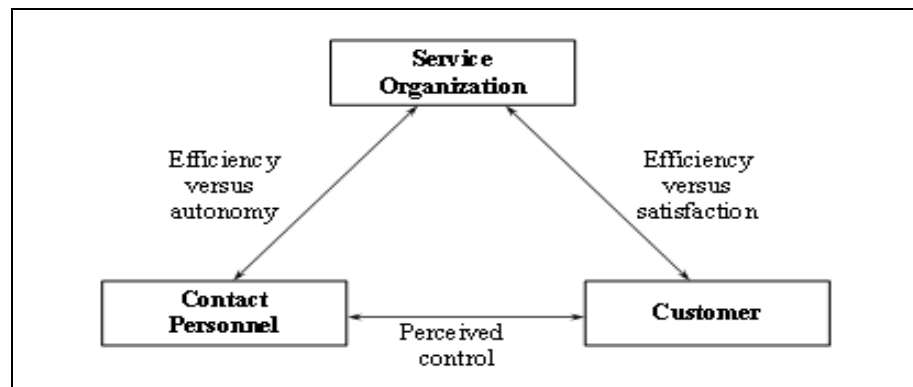 Service
Organization
Efficiency
versus
autonomy
Efficiency
versus
satisfaction
Contact
Personnel
Customer
Perceived
control